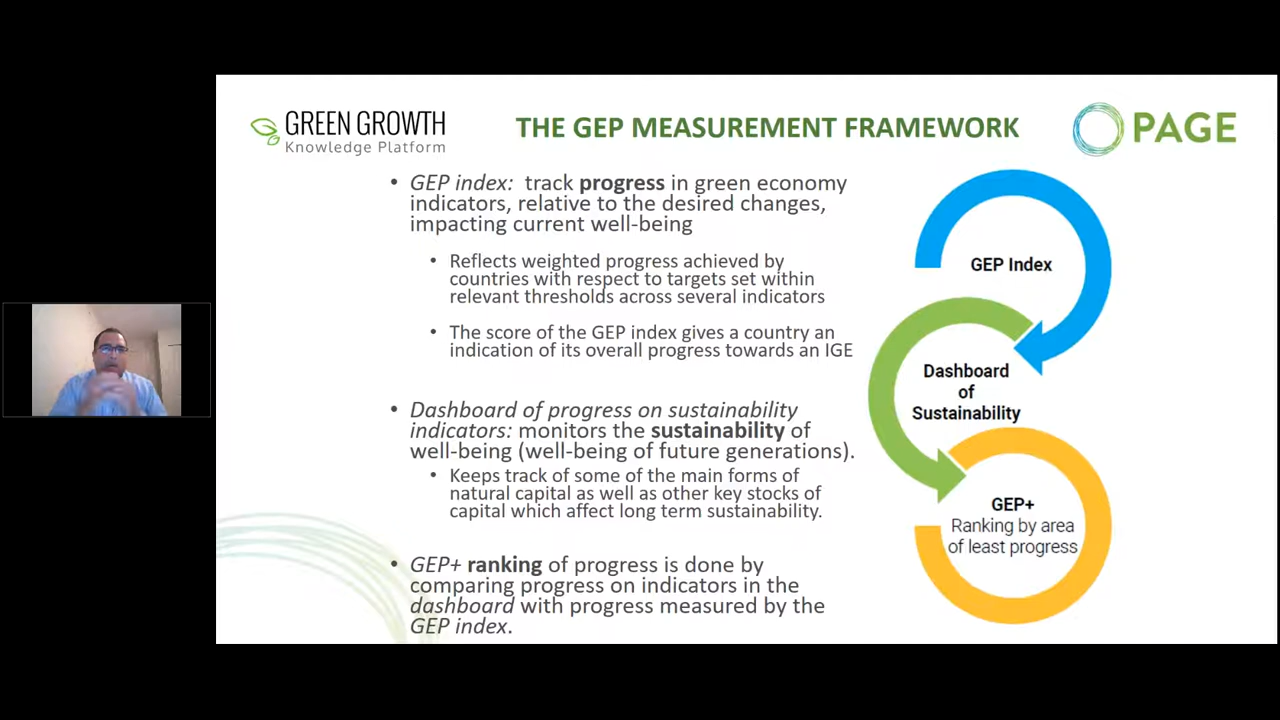 GREEN GROWTH
Knowledge Platform
THE GEP MEASUREMENT FRAMEWORK
PAGE
• GEP index: track progress in green economy
indicators, relative to the desired changes,
impacting current well-being
• Reflects weighted progress achieved by
countries with respect to targets set within
relevant thresholds across several indicators
• The score of the GEP index gives a country an
indication of its overall progress towards an IGE
• Dashboard of progress on sustainability
indicators: monitors the sustainability of
well-being (well-being of future generations).
• Keeps track of some of the main forms of
natural capital as well as other key stocks of
capital which affect long term sustainability.
• GEP+ ranking of progress is done by
comparing progress on indicators in the
dashboard with progress measured by the
GEP index.
GEP Index
Dashboard
of
Sustainability
GEP+
Ranking by area
of least progress